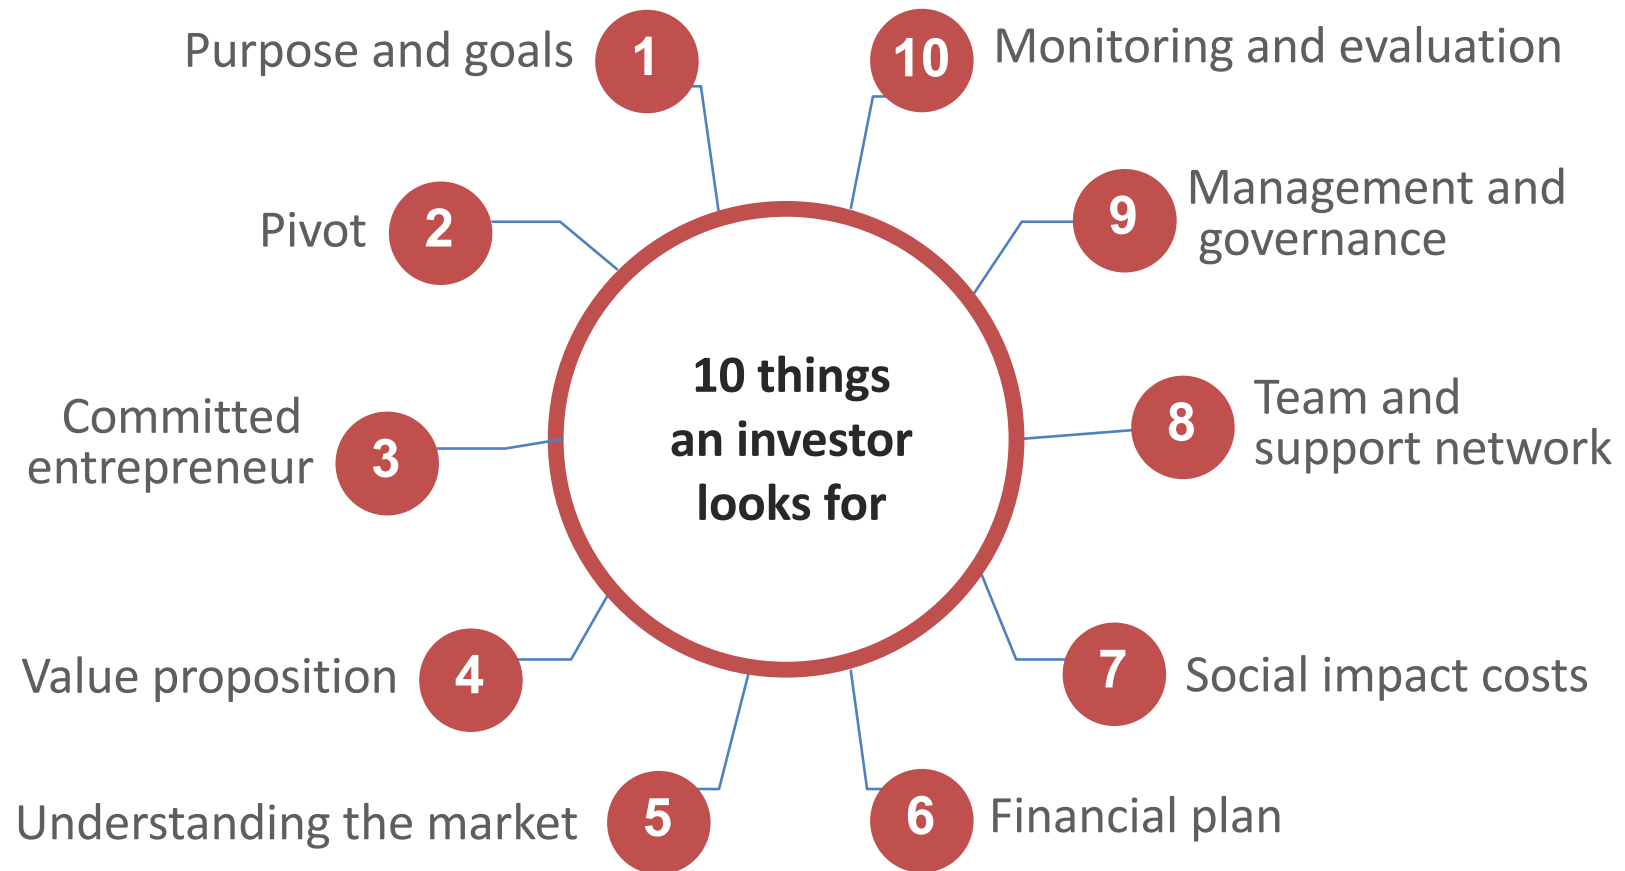 10 things
an investor
looks for
1
Purpose and goals
2
Pivot
3
Committed
entrepreneur
4
Value proposition
5
Understanding the market
6
Financial plan
7
Social impact costs
8
Team and
support network
9
Management and
governance
10
Monitoring and evaluation